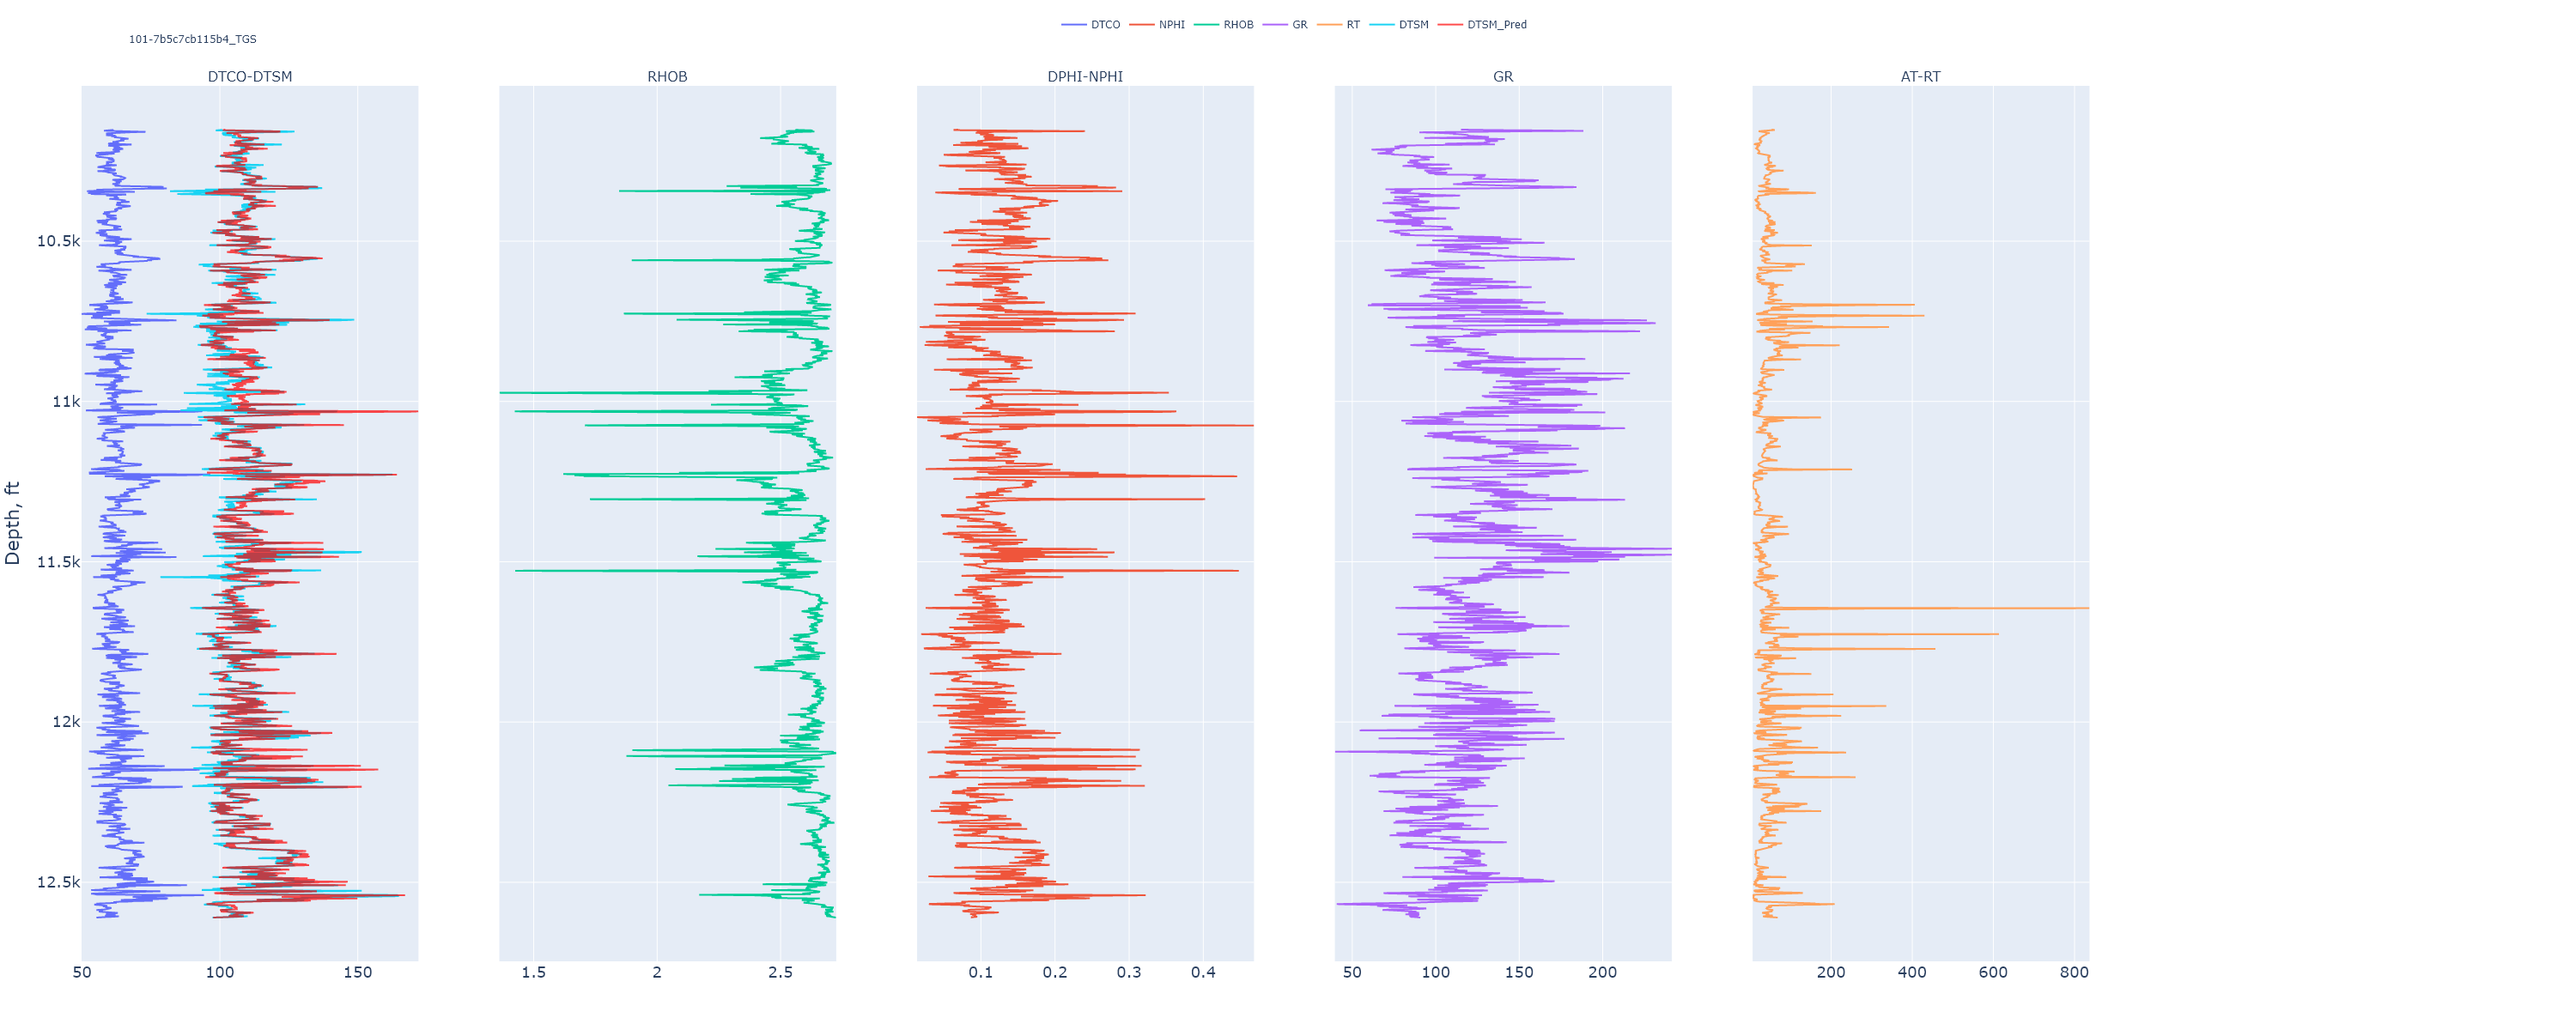 DTCO NPHI RHOB GR RT DTSM DTSM_Pred
101-7b5c7cb115b4_TGS
DTCO-DTSM RHOB DPHI-NPHI GR AT-RT
Depth, ft
10.5k
11k
11.5k
12k
12.5k
50 100 150 1.5 2 2.5 0.1 0.2 0.3 0.4 50 100 150 200 200 400 600 800